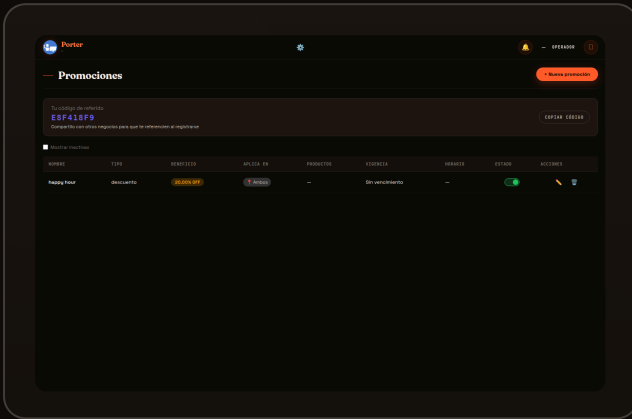 Porter
— OPERADOR
— Promociones
+ Nueva promoción
Tu código de referido
E8F418F9
Compartilo con otros negocios para que te referencien al registrarse
COPIAR CÓDIGO
Mostrar inactivas
NOMBRE TIPO BENEFICIO APLICA EN PRODUCTOS VIGENCIA HORARIO ESTADO ACCIONES
happy hour descuento 20.00% OFF Ambos — Sin vencimiento —